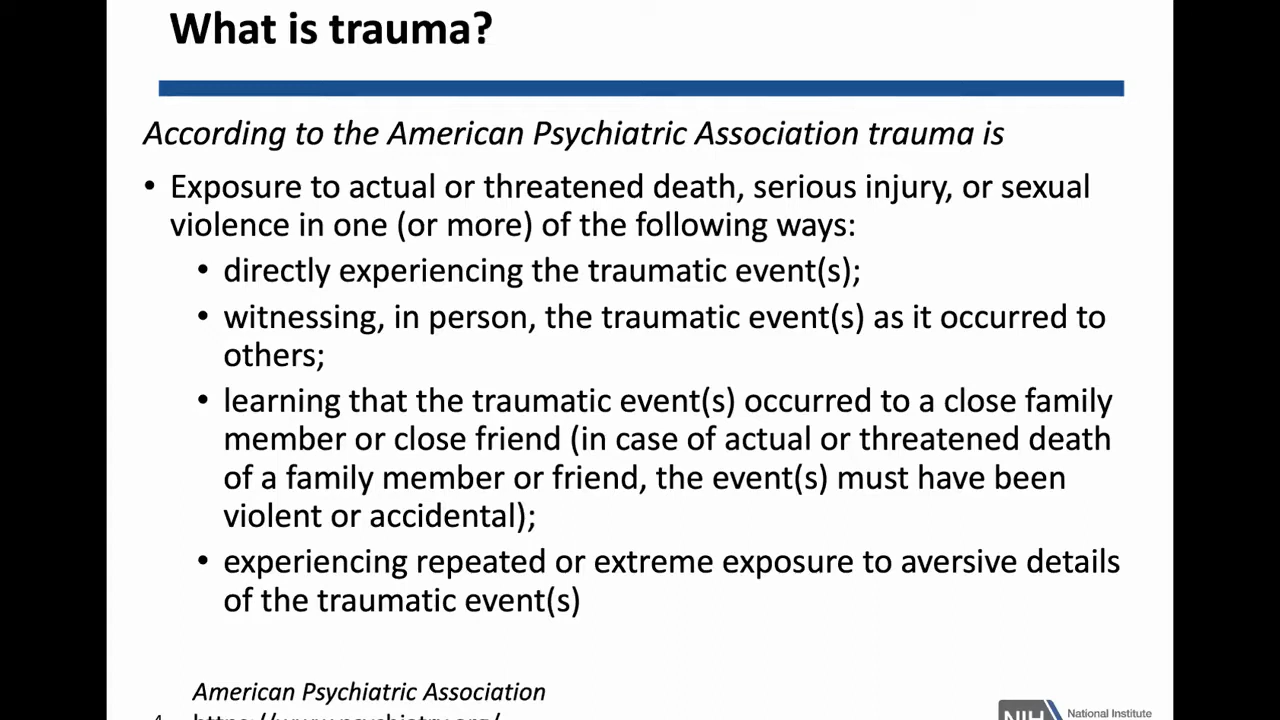 What is trauma?
According to the American Psychiatric Association trauma is
• Exposure to actual or threatened death, serious injury, or sexual
violence in one (or more) of the following ways:
• directly experiencing the traumatic event(s);
• witnessing, in person, the traumatic event(s) as it occurred to
others;
• learning that the traumatic event(s) occurred to a close family
member or close friend (in case of actual or threatened death
of a family member or friend, the event(s) must have been
violent or accidental);
• experiencing repeated or extreme exposure to aversive details
of the traumatic event(s)
American Psychiatric Association
4 https://www.psychiatry.org/
NIH National Institute